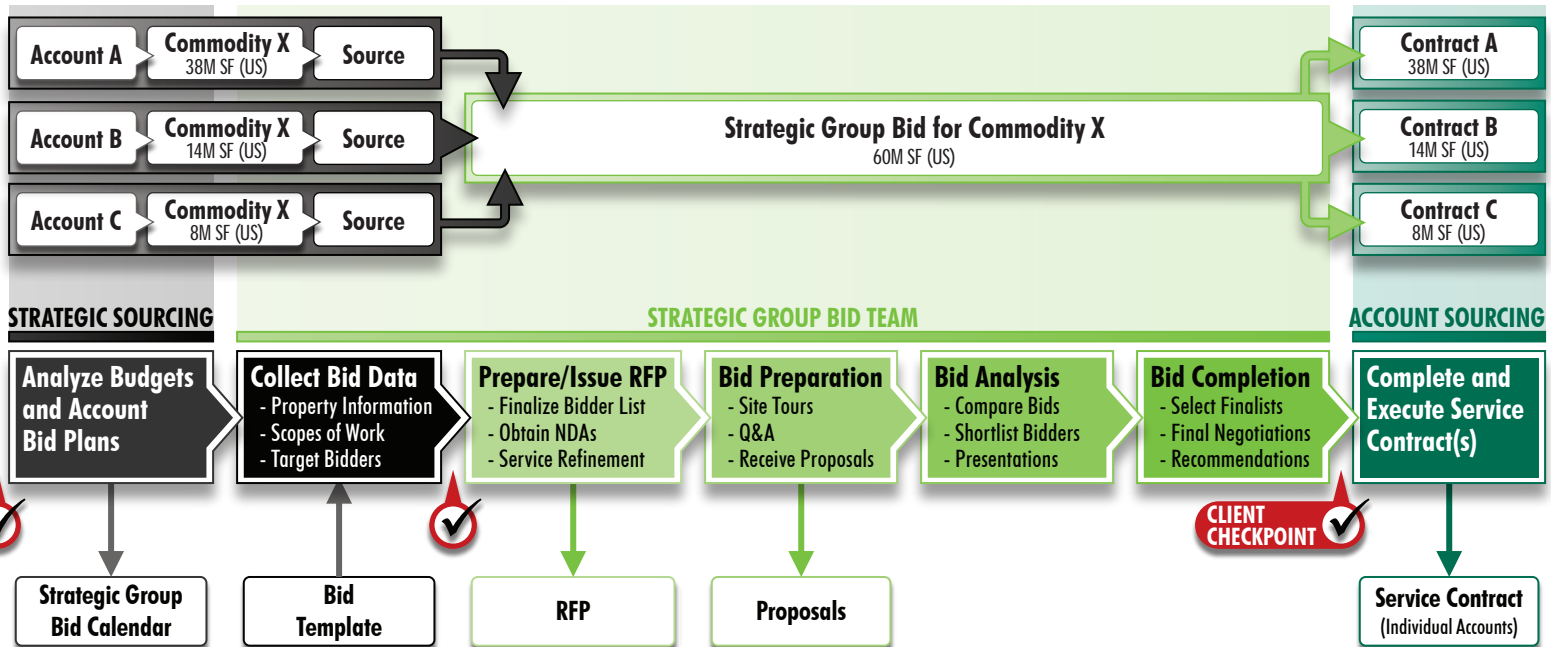 Account A
Commodity X
38M SF (US)
Source
Account B
Commodity X
14M SF (US)
Source
Account C
Commodity X
8M SF (US)
Source
Strategic Group Bid for Commodity X
60M SF (US)
Contract A
38M SF (US)
Contract B
14M SF (US)
Contract C
8M SF (US)
STRATEGIC SOURCING
STRATEGIC GROUP BID TEAM
ACCOUNT SOURCING
Analyze Budgets
and Account
Bid Plans
Collect Bid Data
- Property Information
- Scopes of Work
- Target Bidders
Prepare/Issue RFP
- Finalize Bidder List
- Obtain NDAs
- Service Refinement
Bid Preparation
- Site Tours
- Q&A
- Receive Proposals
Bid Analysis
- Compare Bids
- Shortlist Bidders
- Presentations
Bid Completion
- Select Finalists
- Final Negotiations
- Recommendations
Complete and
Execute Service
Contract(s)
CLIENT
CHECKPOINT
Strategic Group
Bid Calendar
Bid
Template
RFP
Proposals
Service Contract
(Individual Accounts)